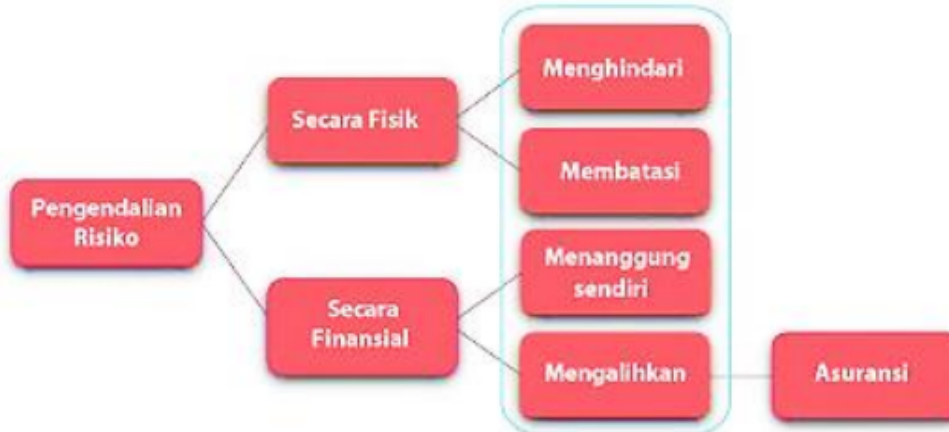 Pengendalian
Risiko
Secara Fisik
Menghindari
Membatasi
Secara
Finansial
Menanggung
sendiri
Mengalihkan
Asuransi